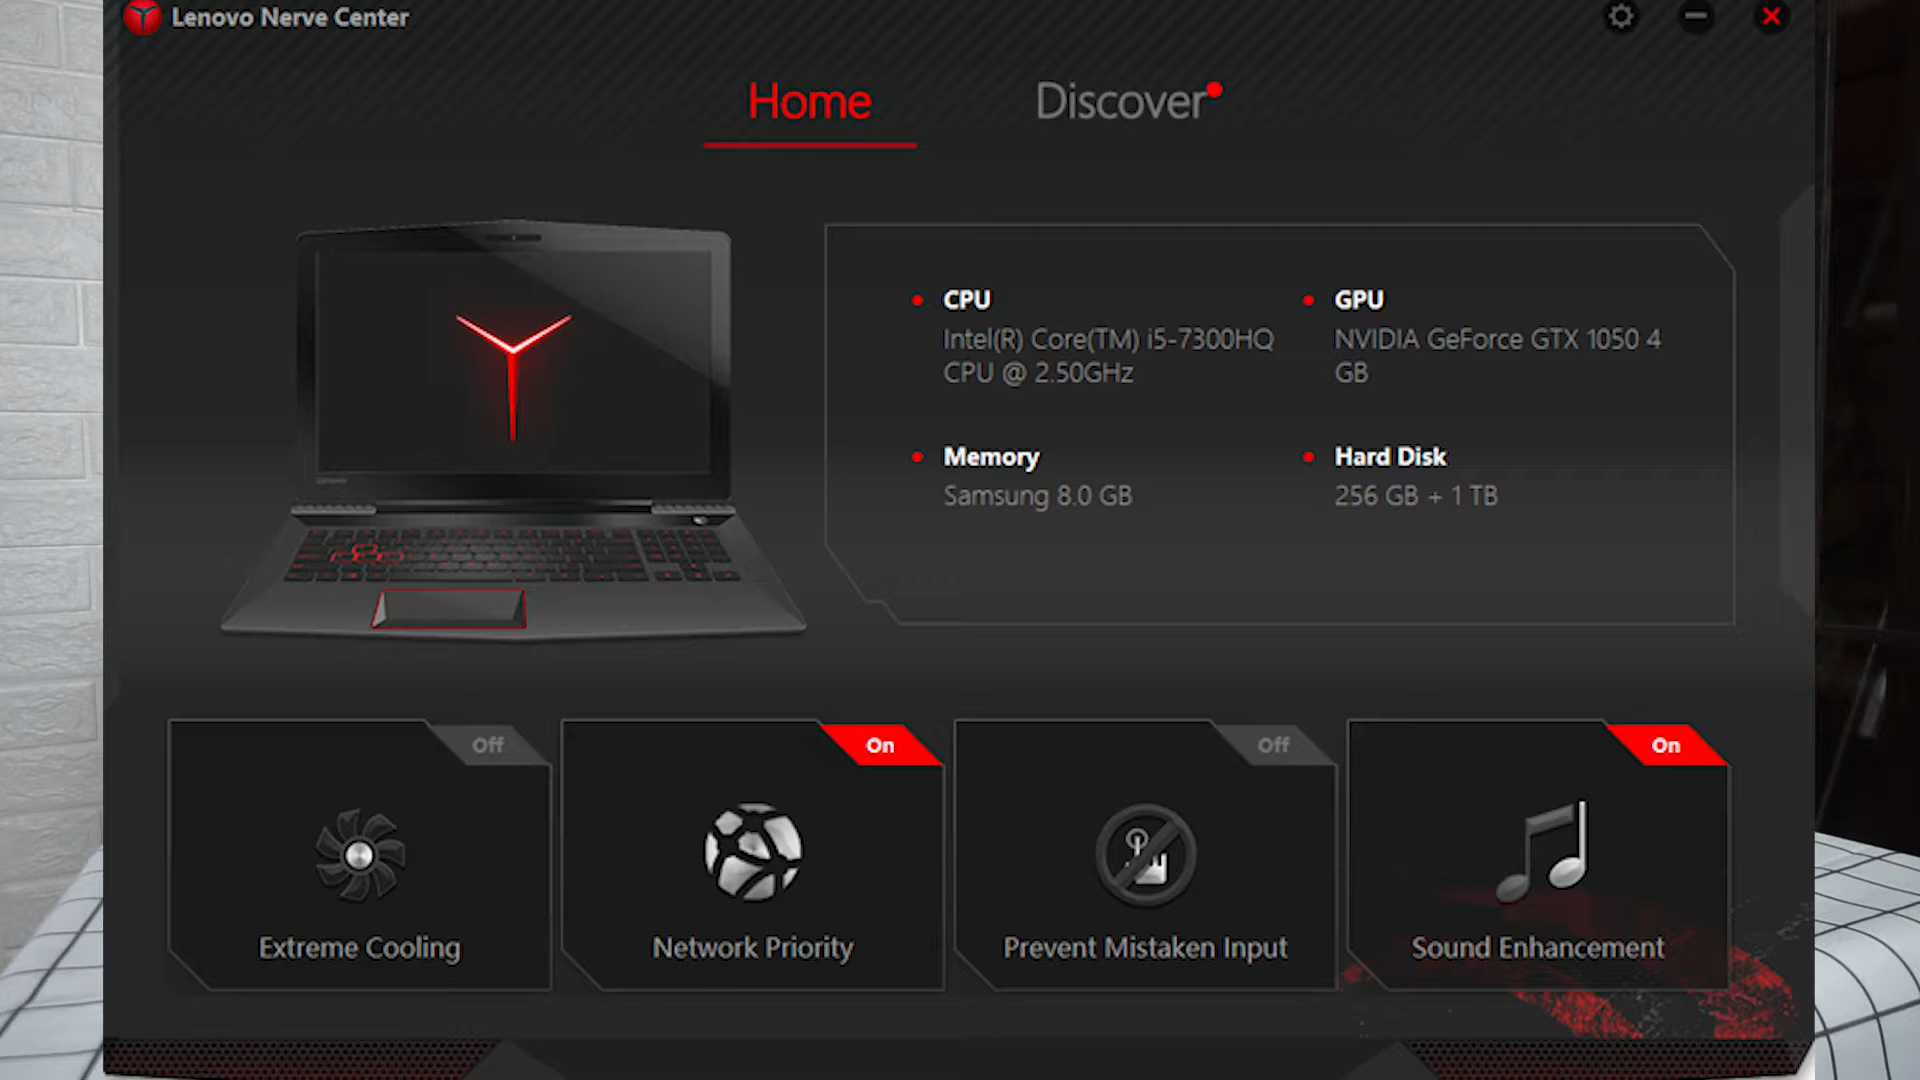 Lenovo Nerve Center
Home
Discover
CPU
Intel(R) Core(TM) i5-7300HQ
CPU @ 2.50GHz
GPU
NVIDIA GeForce GTX 1050 4
GB
Memory
Samsung 8.0 GB
Hard Disk
256 GB + 1 TB
Off
Extreme Cooling
On
Network Priority
Off
Prevent Mistaken Input
On
Sound Enhancement